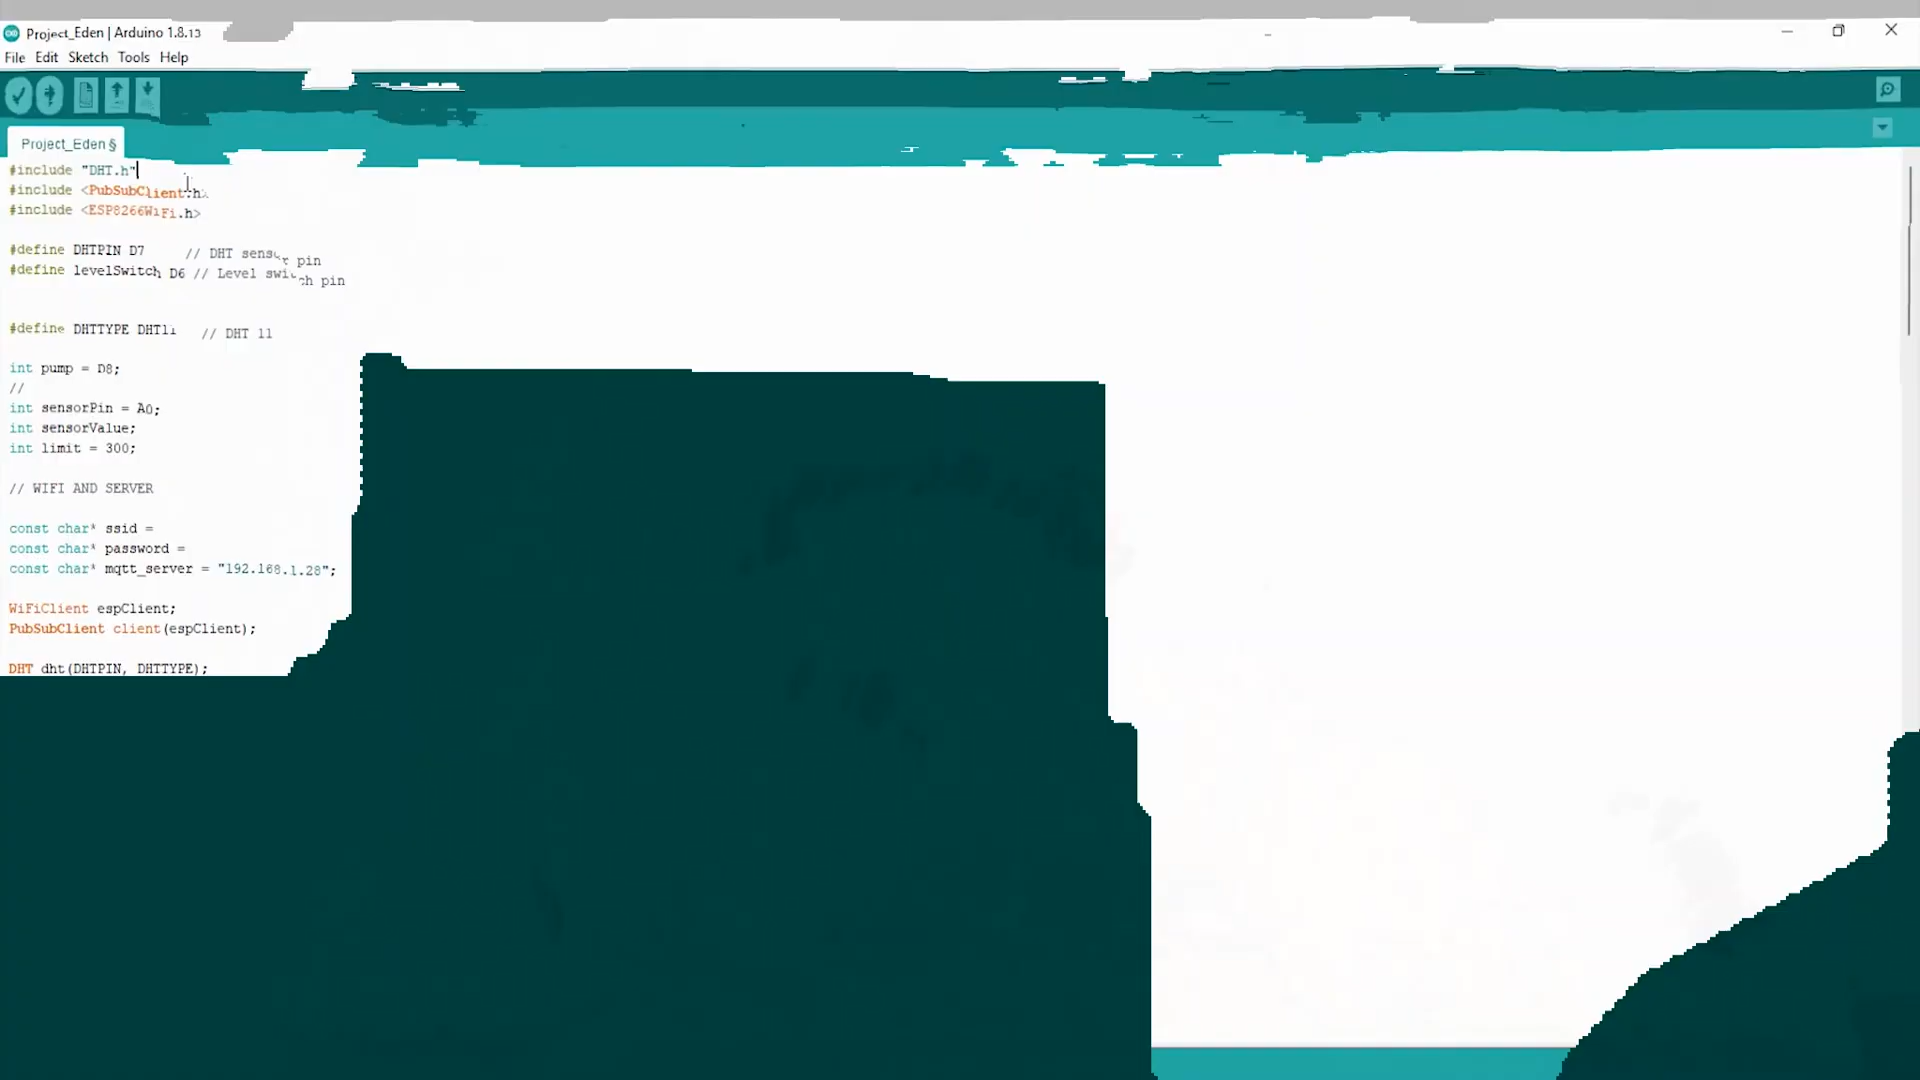 Project_Eden | Arduino 1.8.13
File Edit Sketch Tools Help
Project_Eden §
#include "DHT.h"
#include <PubSubClient.h>
#include <ESP8266WiFi.h>
#define DHTPIN D7 // DHT sensor pin
#define levelSwitch D6 // Level switch pin
#define DHTTYPE DHT11 // DHT 11
int pump = D8;
//
int sensorPin = A0;
int sensorValue;
int limit = 300;
// WIFI AND SERVER
const char* ssid =
const char* password =
const char* mqtt_server = "192.168.1.28";
WiFiClient espClient;
PubSubClient client(espClient);
DHT dht(DHTPIN, DHTTYPE);